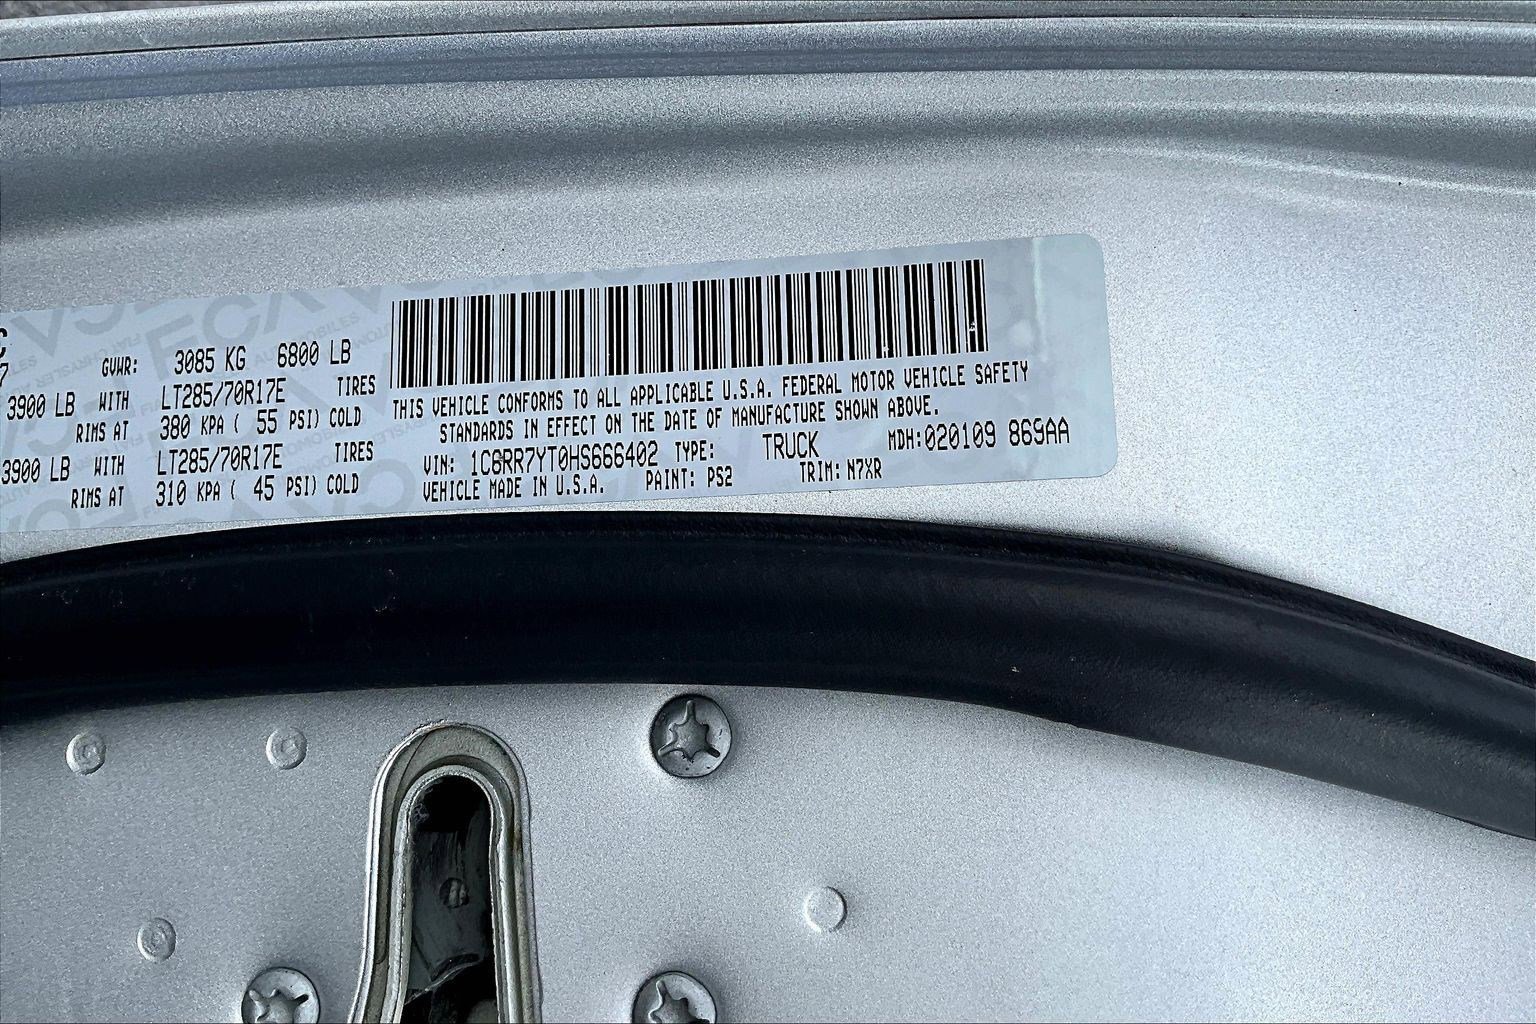 GVWR: 3085 KG 6800 LB
3900 LB WITH LT285/70R17E TIRES
RIMS AT 380 KPA ( 55 PSI) COLD
3900 LB WITH LT285/70R17E TIRES
RIMS AT 310 KPA ( 45 PSI) COLD
THIS VEHICLE CONFORMS TO ALL APPLICABLE U.S.A. FEDERAL MOTOR VEHICLE SAFETY
STANDARDS IN EFFECT ON THE DATE OF MANUFACTURE SHOWN ABOVE.
VIN: 1C6RR7YT0HS666402 TYPE: TRUCK MDH:020109 869AA
VEHICLE MADE IN U.S.A. PAINT: PS2 TRIM: N7XR